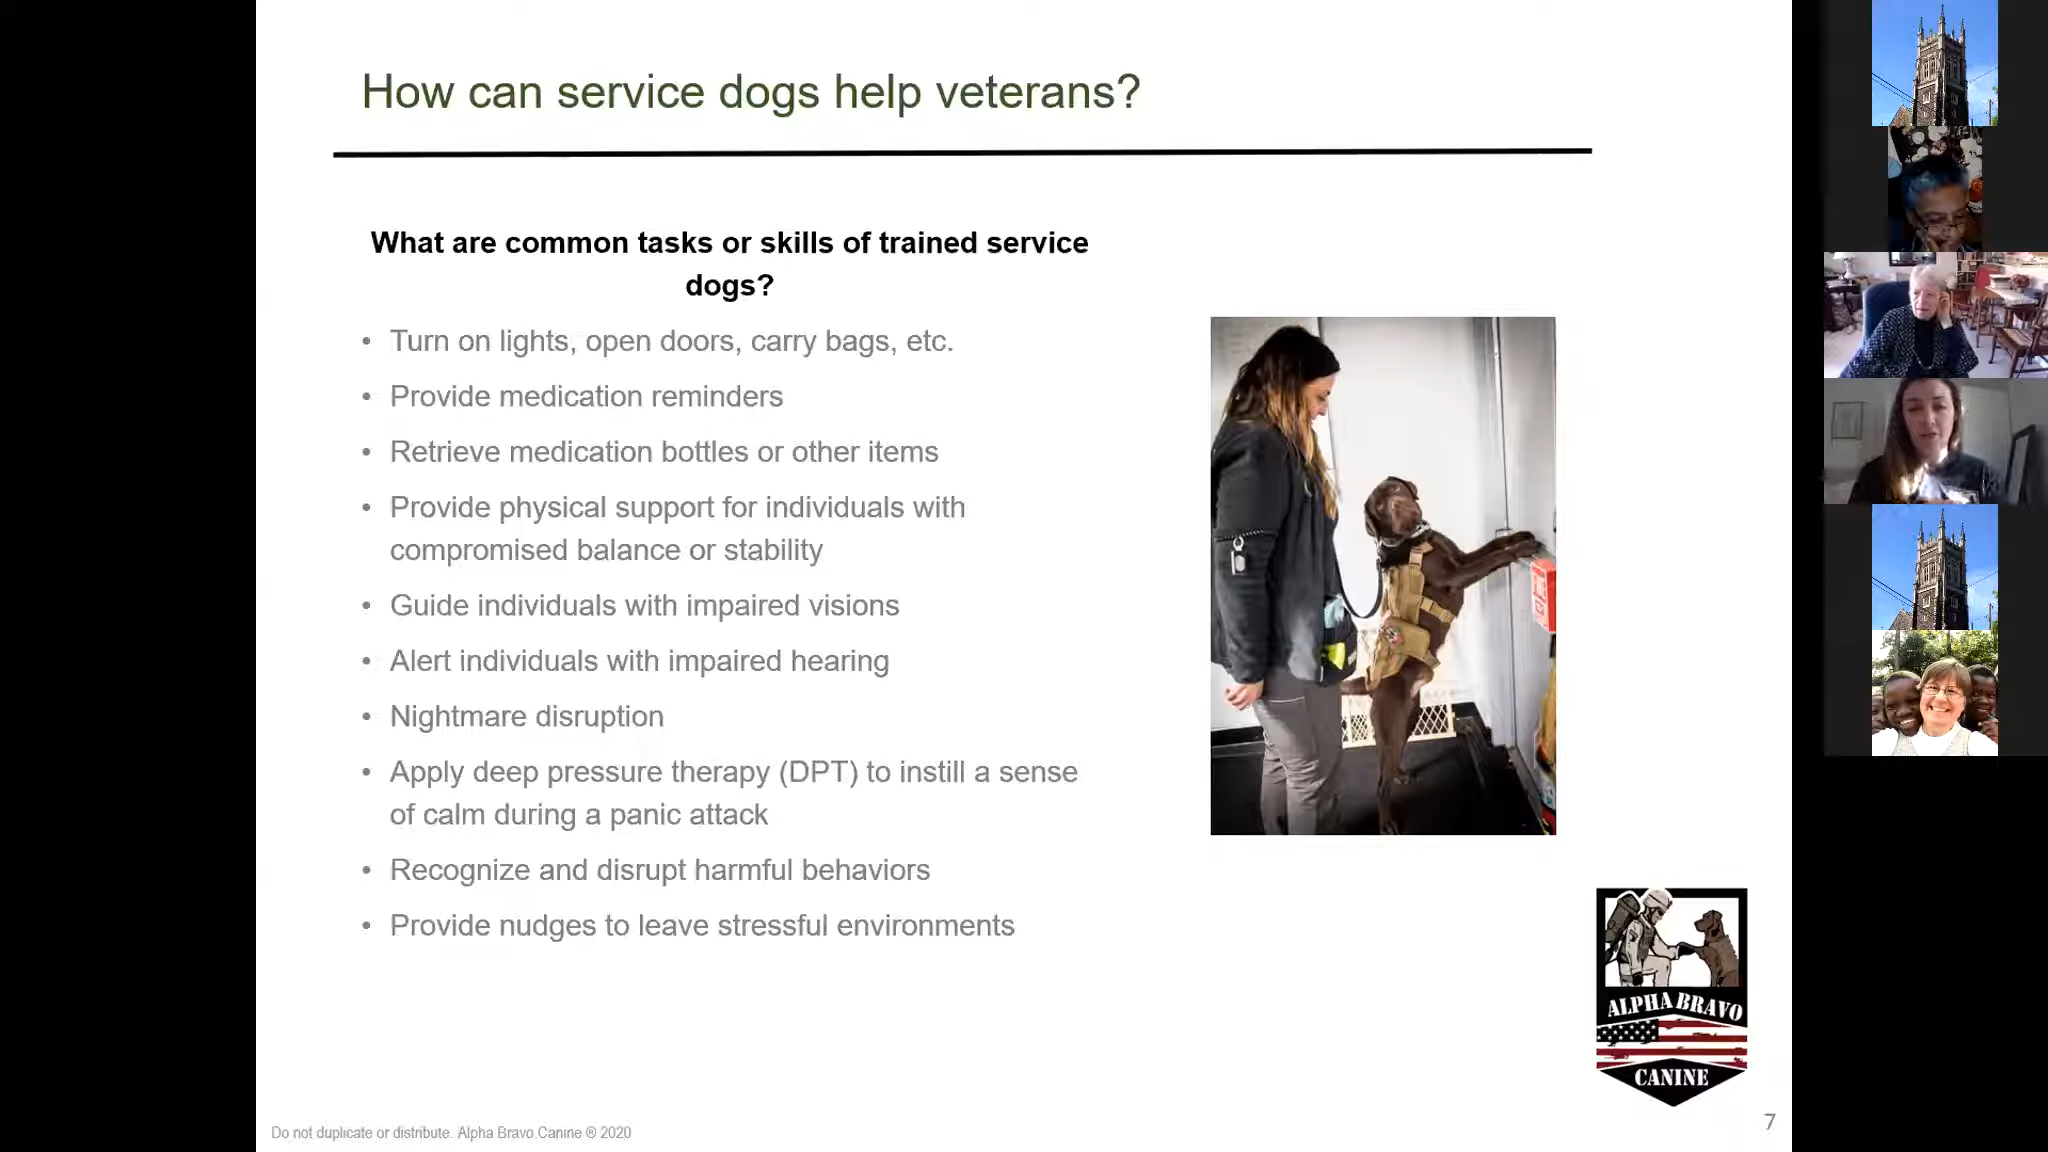 How can service dogs help veterans?
What are common tasks or skills of trained service
dogs?
• Turn on lights, open doors, carry bags, etc.
• Provide medication reminders
• Retrieve medication bottles or other items
• Provide physical support for individuals with
compromised balance or stability
• Guide individuals with impaired visions
• Alert individuals with impaired hearing
• Nightmare disruption
• Apply deep pressure therapy (DPT) to instill a sense
of calm during a panic attack
• Recognize and disrupt harmful behaviors
• Provide nudges to leave stressful environments
ALPHA BRAVO
CANINE
Do not duplicate or distribute. Alpha Bravo Canine ® 2020
7